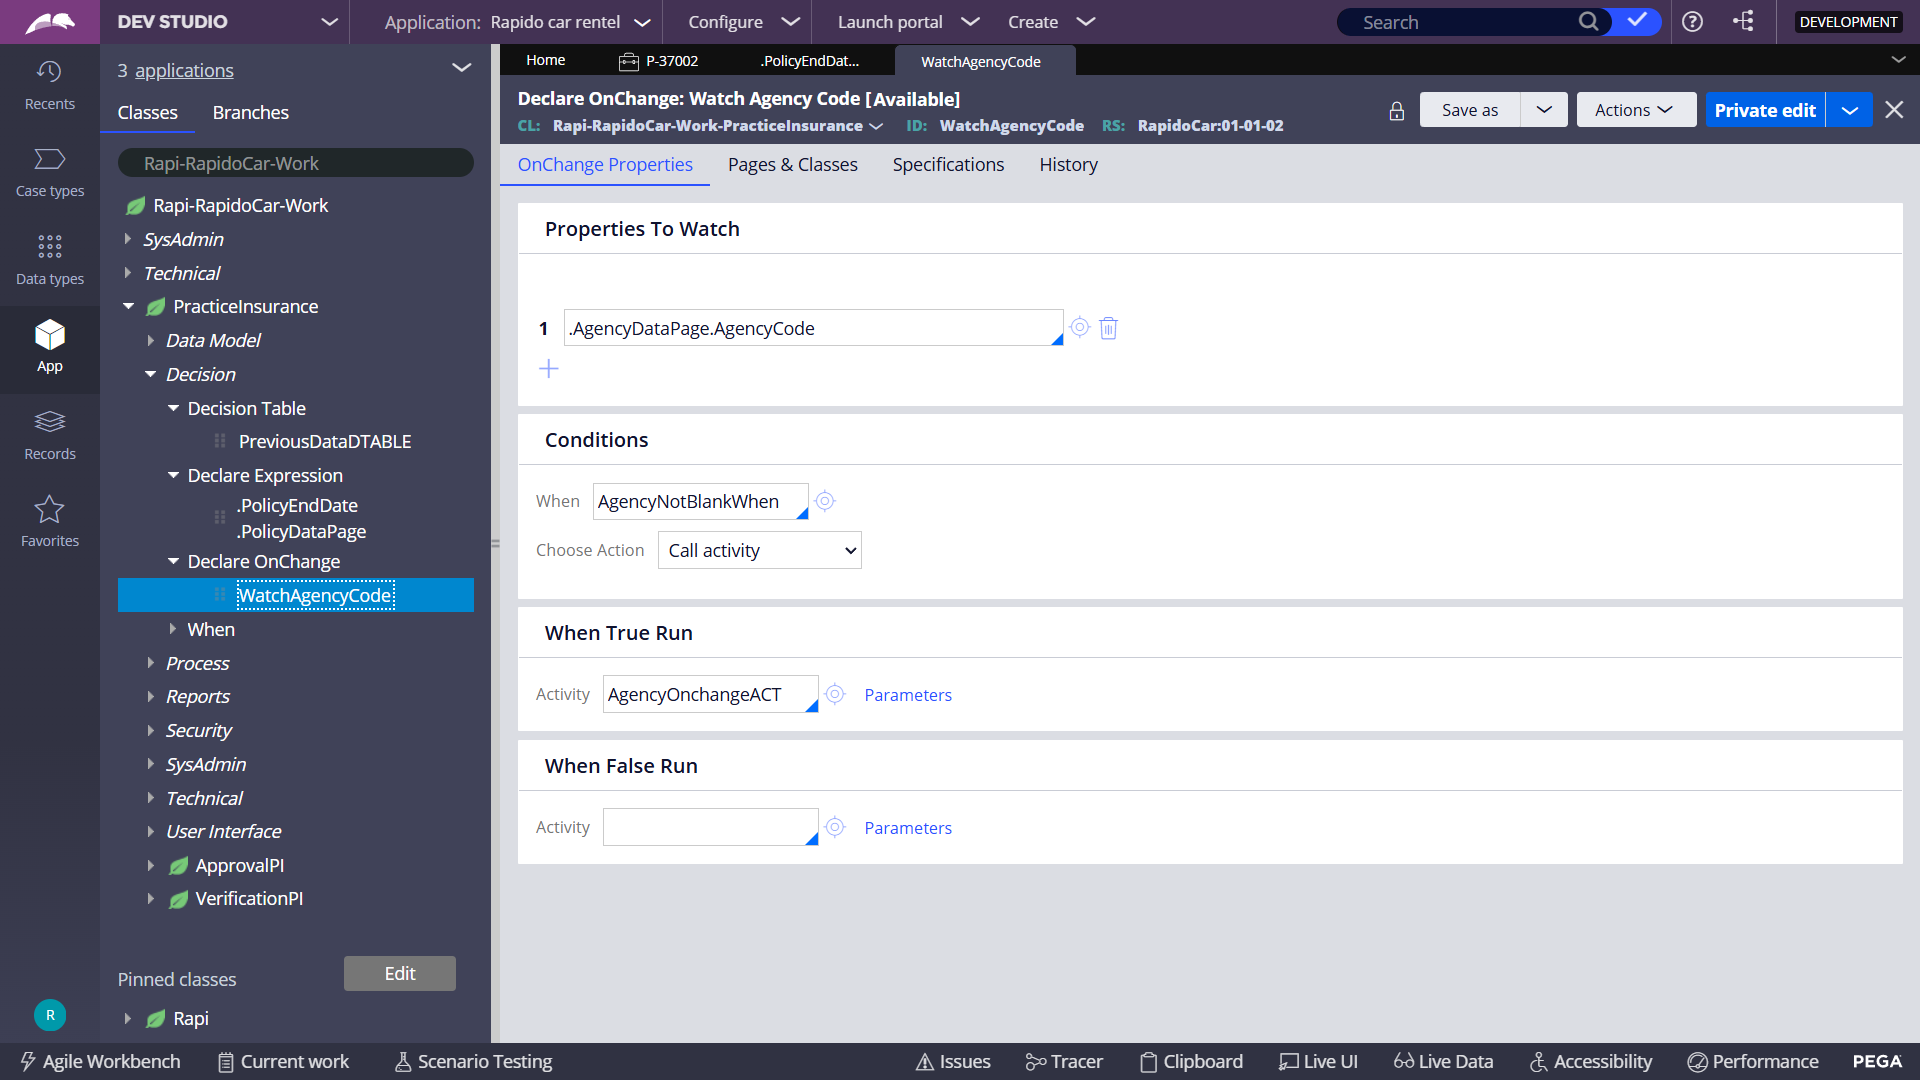 DEV STUDIO
Application: Rapido car rentel
Configure
Launch portal
Create
Search
DEVELOPMENT
Recents
Case types
Data types
App
Records
Favorites
R
3 applications
Classes
Branches
Rapi-RapidoCar-Work
Rapi-RapidoCar-Work
SysAdmin
Technical
PracticeInsurance
Data Model
Decision
Decision Table
PreviousDataDTABLE
Declare Expression
.PolicyEndDate
.PolicyDataPage
Declare OnChange
WatchAgencyCode
When
Process
Reports
Security
SysAdmin
Technical
User Interface
ApprovalPI
VerificationPI
Pinned classes
Edit
Rapi
Home
P-37002
.PolicyEndDat...
WatchAgencyCode
Declare OnChange: Watch Agency Code [Available]
CL: Rapi-RapidoCar-Work-PracticeInsurance ID: WatchAgencyCode RS: RapidoCar:01-01-02
Save as
Actions
Private edit
OnChange Properties
Pages & Classes
Specifications
History
Properties To Watch
1 .AgencyDataPage.AgencyCode
Conditions
When AgencyNotBlankWhen
Choose Action Call activity
When True Run
Activity AgencyOnchangeACT Parameters
When False Run
Activity Parameters
Agile Workbench
Current work
Scenario Testing
Issues
Tracer
Clipboard
Live UI
Live Data
Accessibility
Performance
PEGA